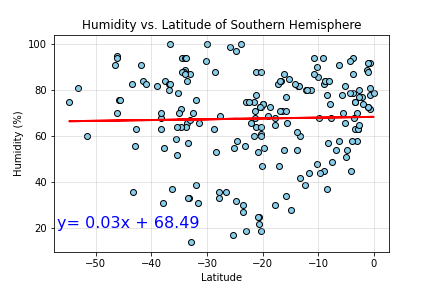 Humidity vs. Latitude of Southern Hemisphere
100
80
60
40
20
Humidity (%)
y= 0.03x + 68.49
−50
−40
−30
−20
−10
0
Latitude